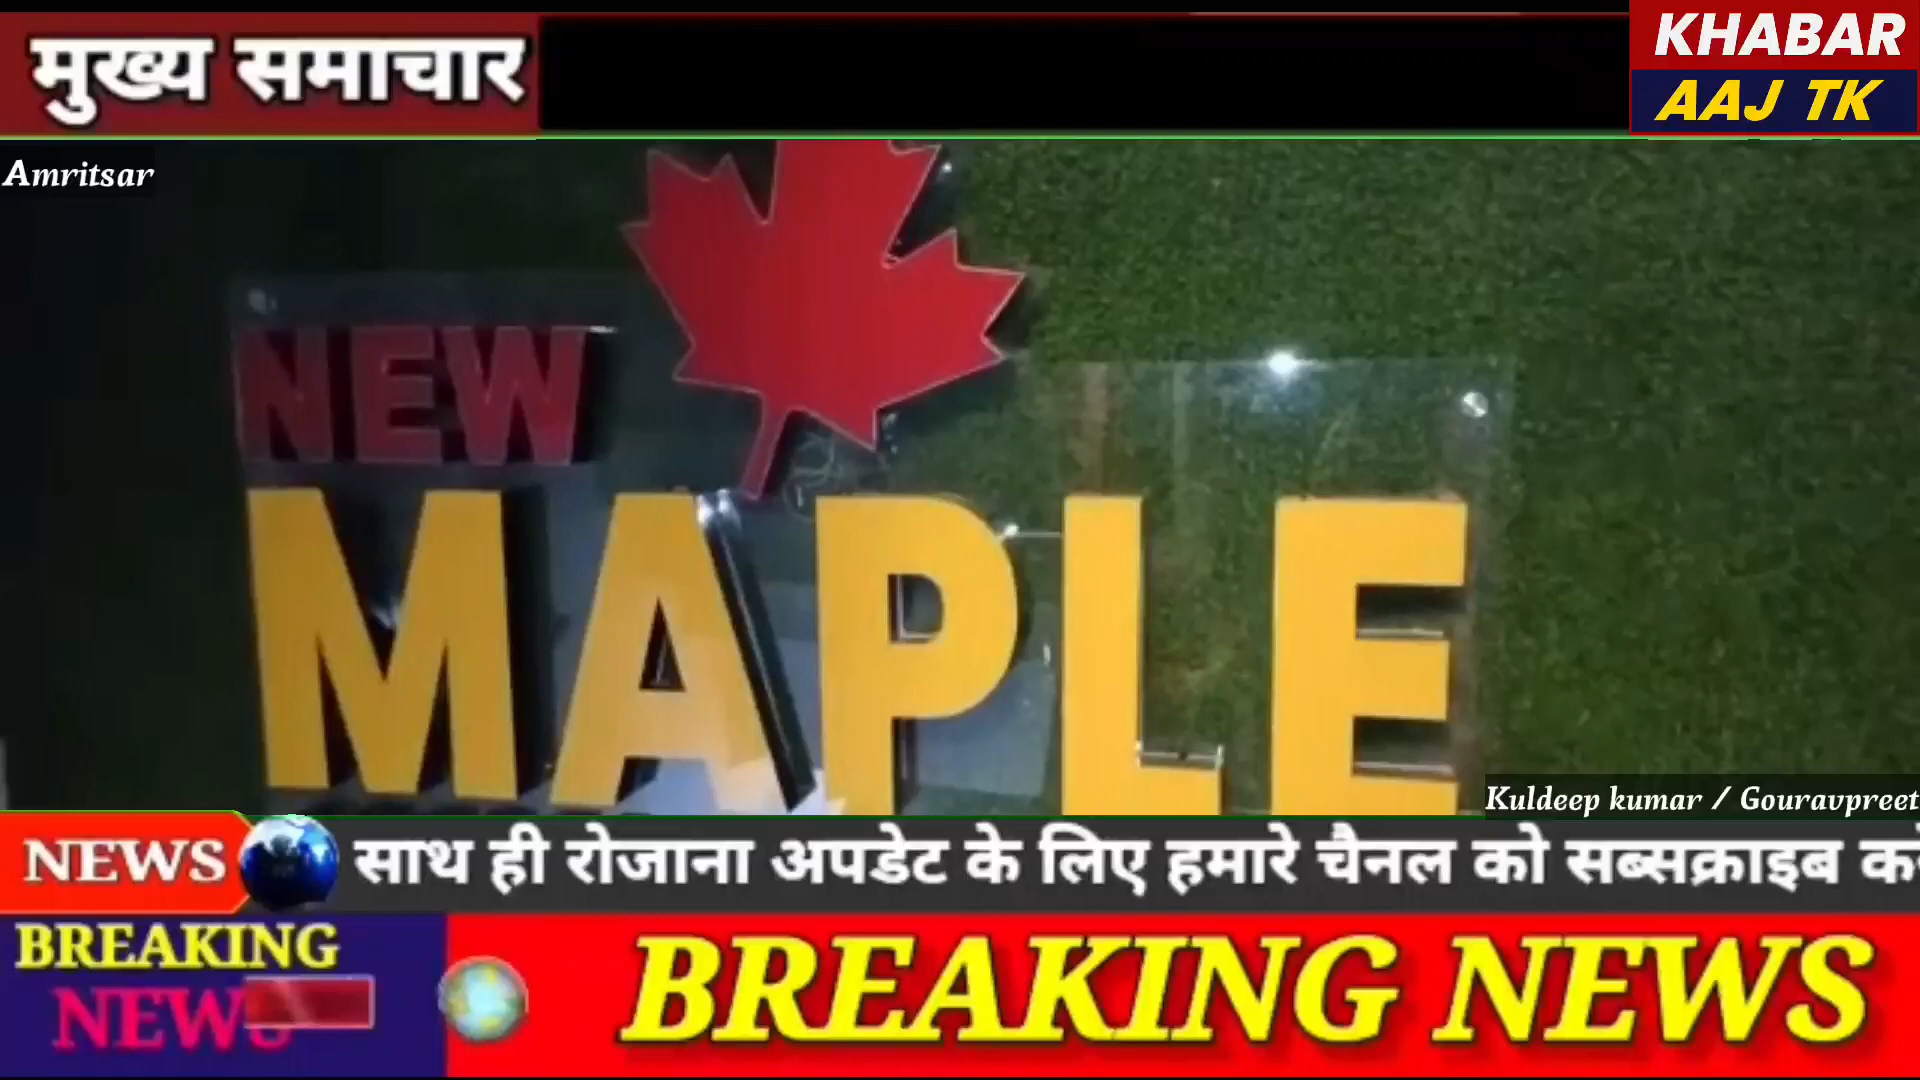 मुख्य समाचार
KHABAR
AAJ TK
Amritsar
NEW
MAPLE
Kuldeep kumar / Gouravpreet
NEWS
साथ ही रोजाना अपडेट के लिए हमारे चैनल को सब्सक्राइब
BREAKING
NEWS
BREAKING NEWS